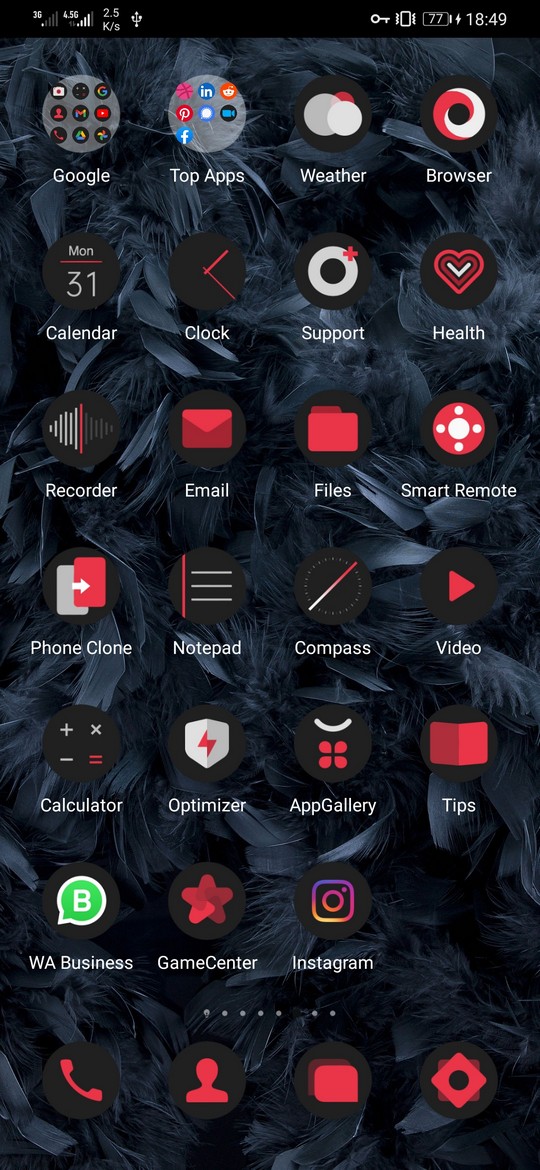 3G 4.5G 2.5 K/s 77 18:49
Google Top Apps Weather Browser
Mon
31
Calendar Clock Support Health
Recorder Email Files Smart Remote
Phone Clone Notepad Compass Video
Calculator Optimizer AppGallery Tips
B
WA Business GameCenter Instagram